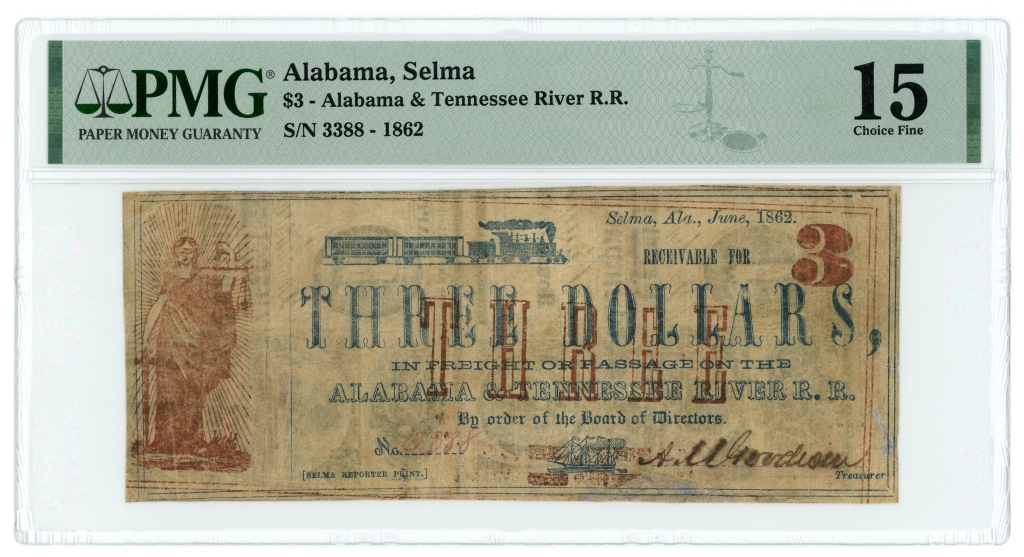 PMG®
PAPER MONEY GUARANTY
Alabama, Selma
$3 - Alabama & Tennessee River R.R.
S/N 3388 - 1862
15
Choice Fine
Selma, Ala., June, 1862.
RECEIVABLE FOR
3
THREE DOLLARS,
THREE
IN FREIGHT OR PASSAGE ON THE
ALABAMA & TENNESSEE RIVER R. R.
By order of the Board of Directors.
No. 3388
[SELMA REPORTER PRINT.]
Treasurer